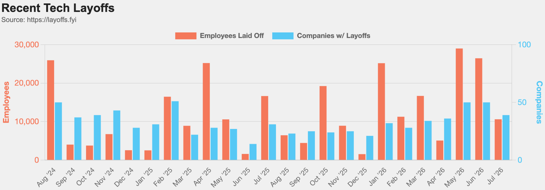 Recent Tech Layoffs
Source: https://layoffs.fyi
Employees Laid Off Companies w/ Layoffs
30,000 100
20,000
50
10,000
0 0
Employees
Companies
Aug '24 Sep '24 Oct '24 Nov '24 Dec '24 Jan '25 Feb '25 Mar '25 Apr '25 May '25 Jun '25 Jul '25 Aug '25 Sep '25 Oct '25 Nov '25 Dec '25 Jan '26 Feb '26 Mar '26 Apr '26 May '26 Jun '26 Jul '26